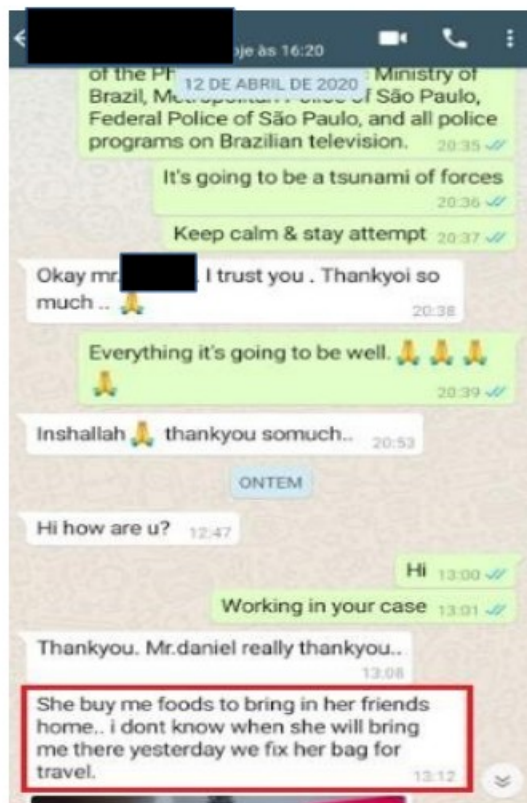 oje às 16:20
of the Ministry of
12 DE ABRIL DE 2020
Brazil, of São Paulo,
Federal Police of São Paulo, and all police
programs on Brazilian television. 20:35
It's going to be a tsunami of forces
20:36
Keep calm & stay attempt 20:37
Okay mr. . I trust you . Thankyoi so
much .. 🙏
20:38
Everything it's going to be well. 🙏 🙏 🙏
🙏
20:39
Inshallah 🙏 thankyou somuch.. 20:53
ONTEM
Hi how are u? 12:47
Hi 13:00
Working in your case 13:01
Thankyou. Mr.daniel really thankyou..
13:08
She buy me foods to bring in her friends
home.. i dont know when she will bring
me there yesterday we fix her bag for
travel. 13:12